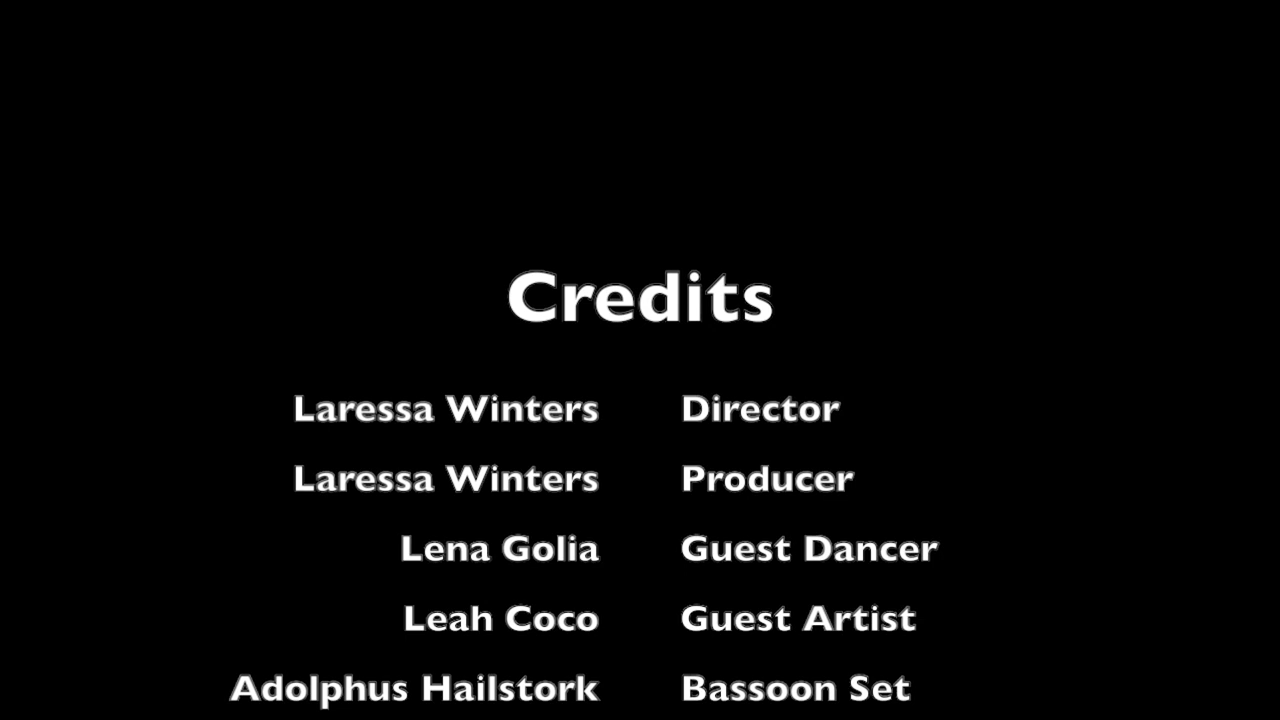 Credits
Laressa Winters Director
Laressa Winters Producer
Lena Golia Guest Dancer
Leah Coco Guest Artist
Adolphus Hailstork Bassoon Set